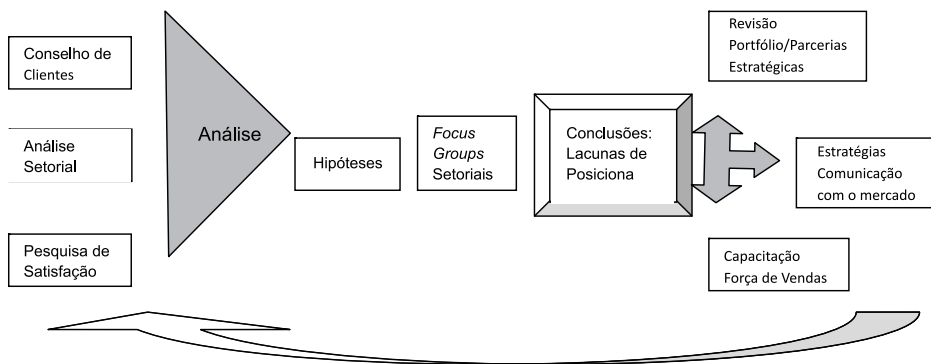 Conselho de
Clientes
Análise
Setorial
Pesquisa de
Satisfação
Análise
Hipóteses
Focus
Groups
Setoriais
Conclusões:
Lacunas de
Posiciona
Revisão
Portfólio/Parcerias
Estratégicas
Estratégias
Comunicação
com o mercado
Capacitação
Força de Vendas